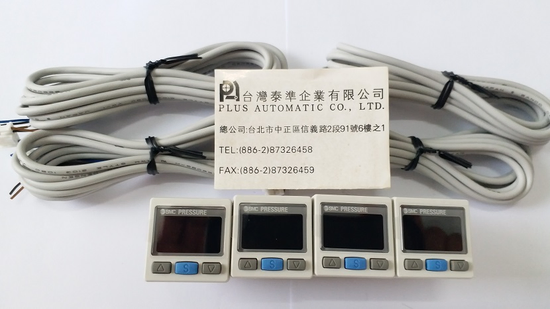 台灣泰準企業有限公司
PLUS AUTOMATIC CO., LTD.
總公司:台北市中正區信義路2段91號6樓之1
TEL:(886-2)87326458
FAX:(886-2)87326459
SMC PRESSURE
SMC PRESSURE
SMC PRESSURE
SMC PRESSURE
S
S
S
S